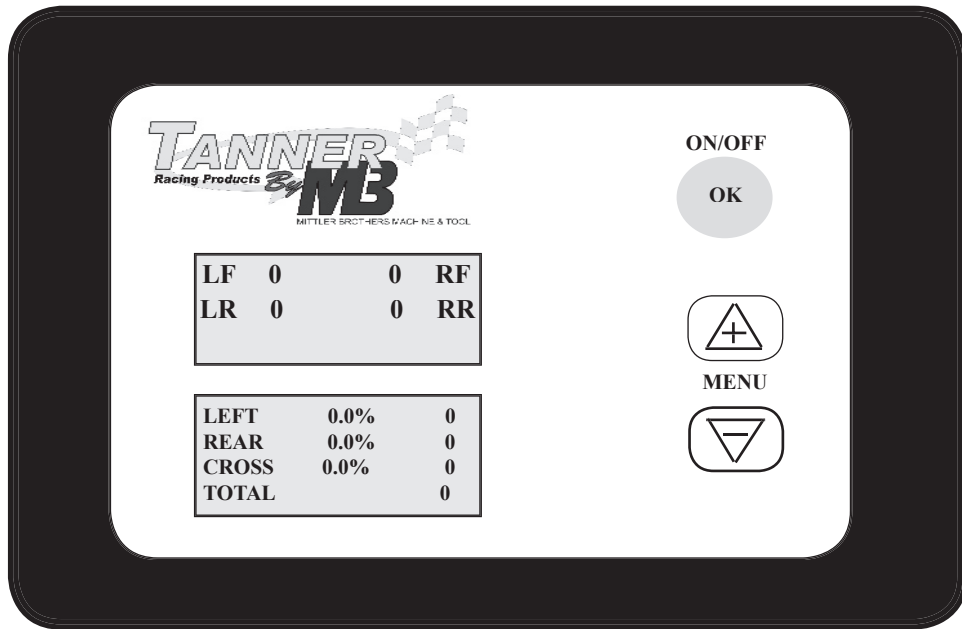 TANNER
Racing Products By MB
MITTLER BROTHERS MACHINE & TOOL
ON/OFF
OK
LF 0 0 RF
LR 0 0 RR
+
MENU
−
LEFT 0.0% 0
REAR 0.0% 0
CROSS 0.0% 0
TOTAL 0